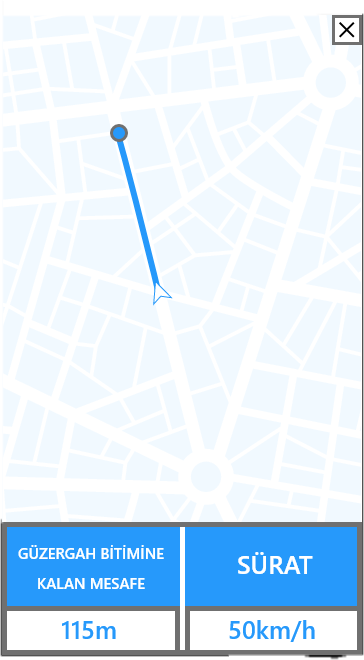 GÜZERGAH BİTİMİNE
KALAN MESAFE
SÜRAT
115m
50km/h